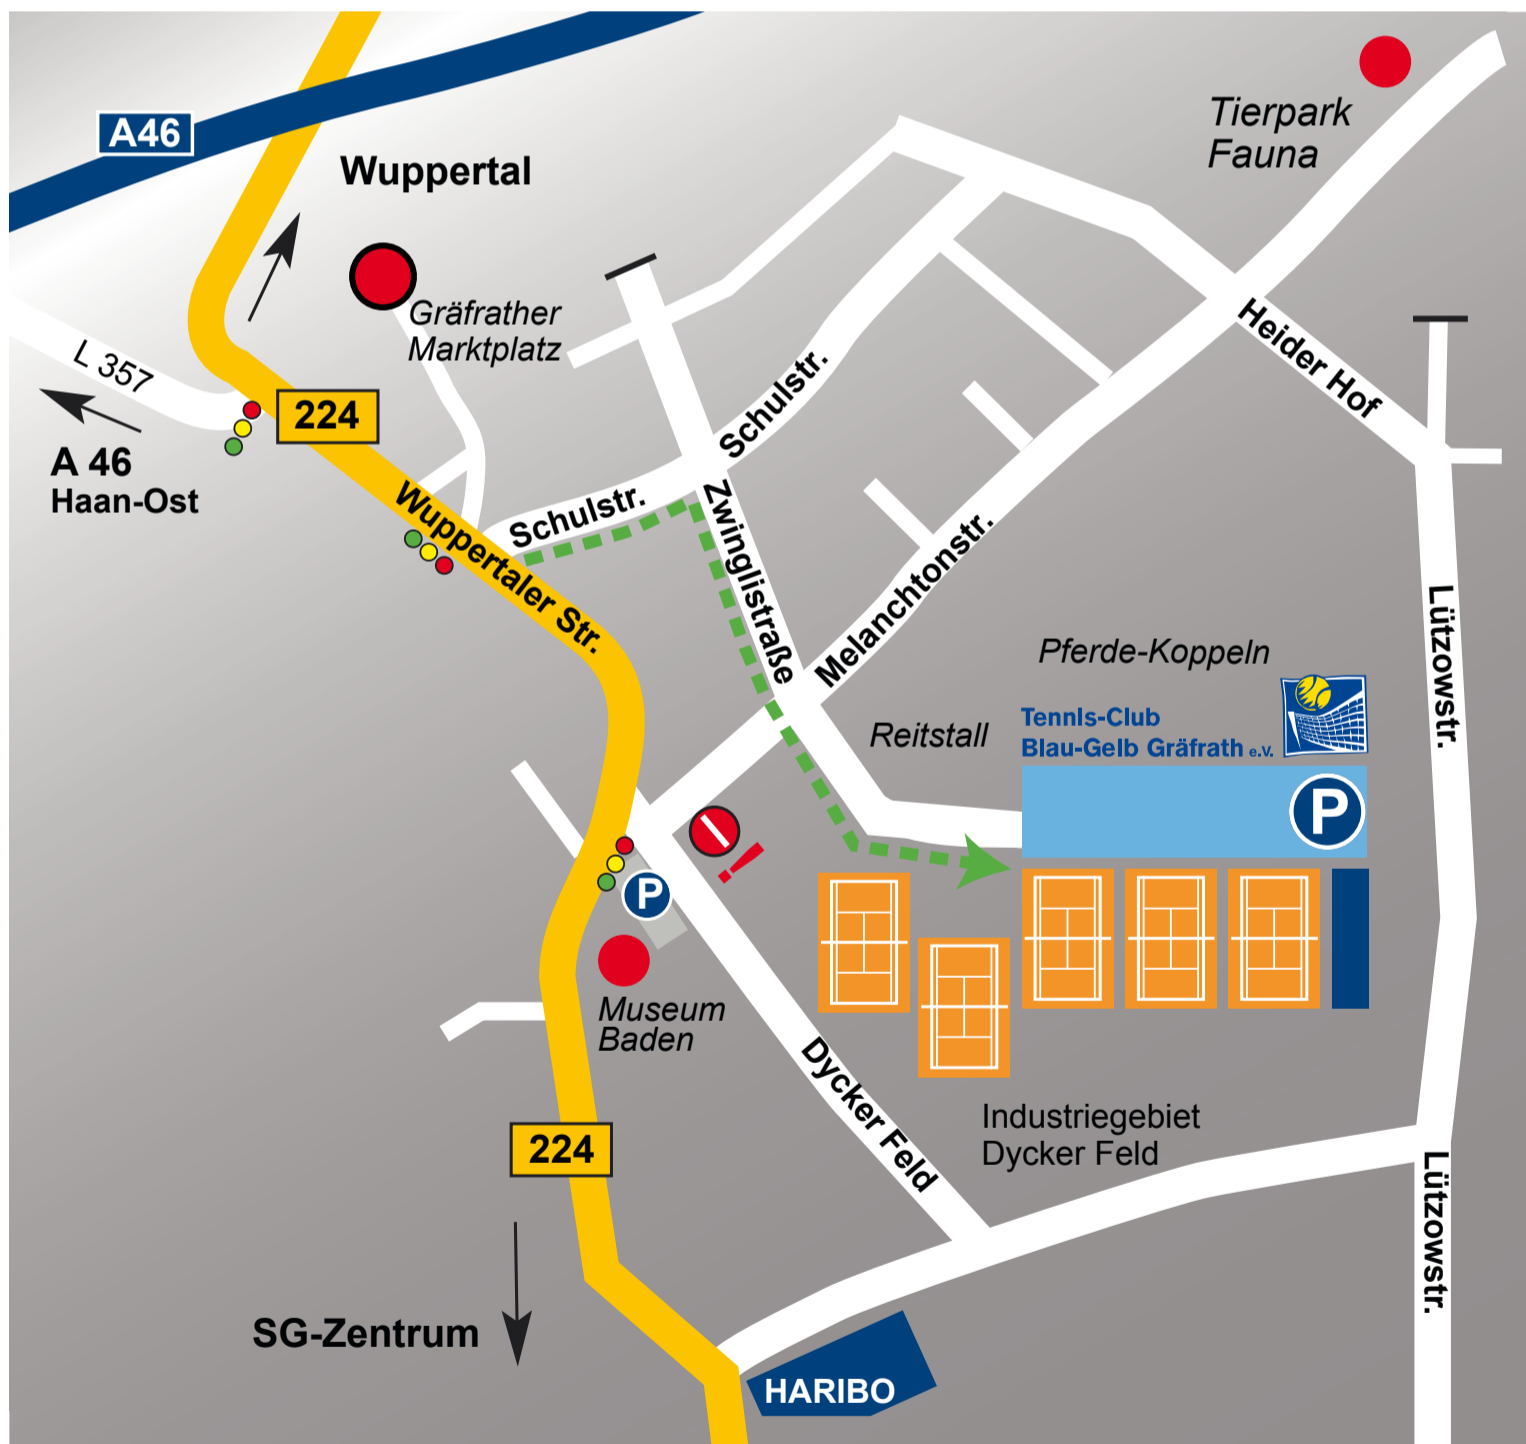 A46
Tierpark
Fauna
Wuppertal
Gräfrather
Marktplatz
L 357
Heider Hof
224
Schulstr.
A 46
Haan-Ost
Wuppertaler Str.
Schulstr.
Zwinglistraße
Melanchtonstr.
Lützowstr.
Pferde-Koppeln
Reitstall
TennIs-Club
Blau-Gelb Gräfrath e.V.
P
P
!
Museum
Baden
Dycker Feld
Industriegebiet
Dycker Feld
224
Lützowstr.
SG-Zentrum
HARIBO